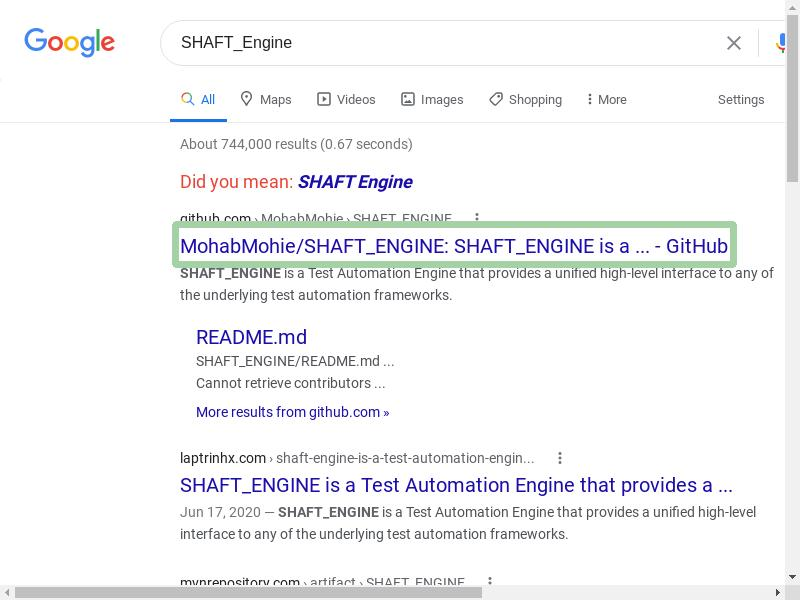 Google
SHAFT_Engine
All Maps Videos Images Shopping More Settings
About 744,000 results (0.67 seconds)
Did you mean: SHAFT Engine
github.com › MohabMohie › SHAFT_ENGINE
MohabMohie/SHAFT_ENGINE: SHAFT_ENGINE is a ... - GitHub
SHAFT_ENGINE is a Test Automation Engine that provides a unified high-level interface to any of
the underlying test automation frameworks.
README.md
SHAFT_ENGINE/README.md ...
Cannot retrieve contributors ...
More results from github.com »
laptrinhx.com › shaft-engine-is-a-test-automation-engin...
SHAFT_ENGINE is a Test Automation Engine that provides a ...
Jun 17, 2020 — SHAFT_ENGINE is a Test Automation Engine that provides a unified high-level
interface to any of the underlying test automation frameworks.
mvnrepository.com › artifact › SHAFT_ENGINE